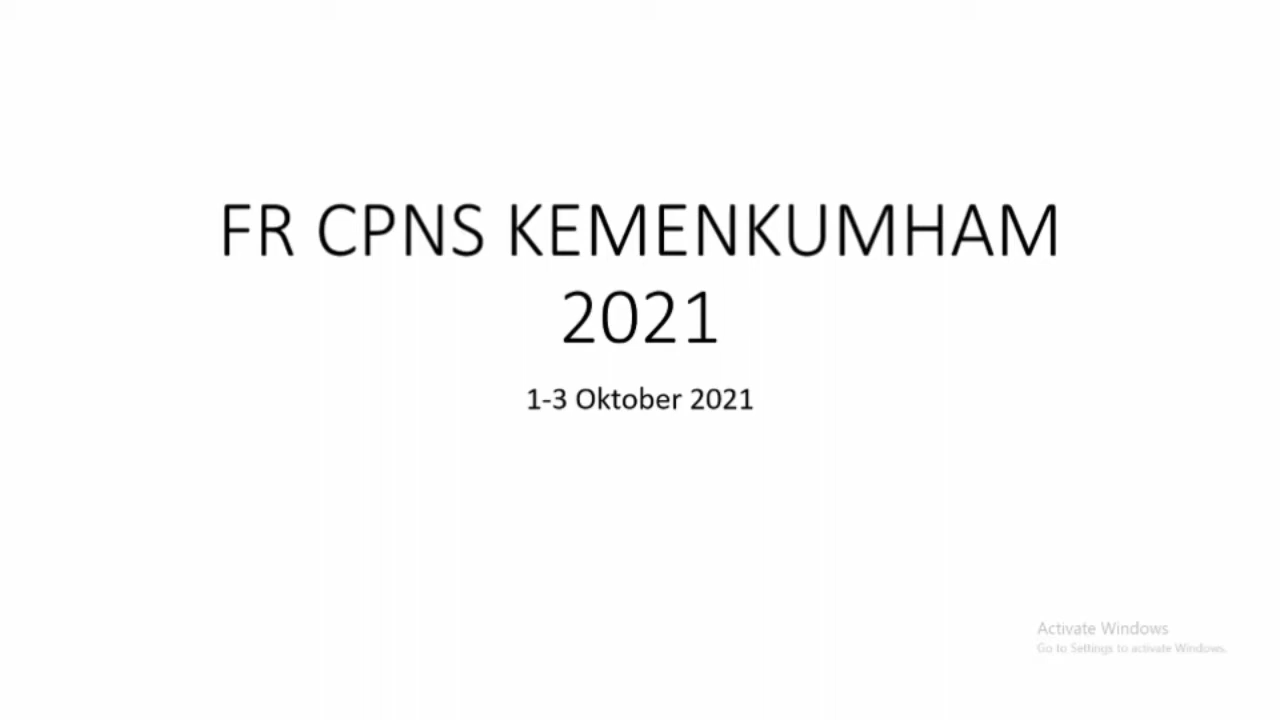 FR CPNS KEMENKUMHAM
2021
1-3 Oktober 2021
Activate Windows
Go to Settings to activate Windows.